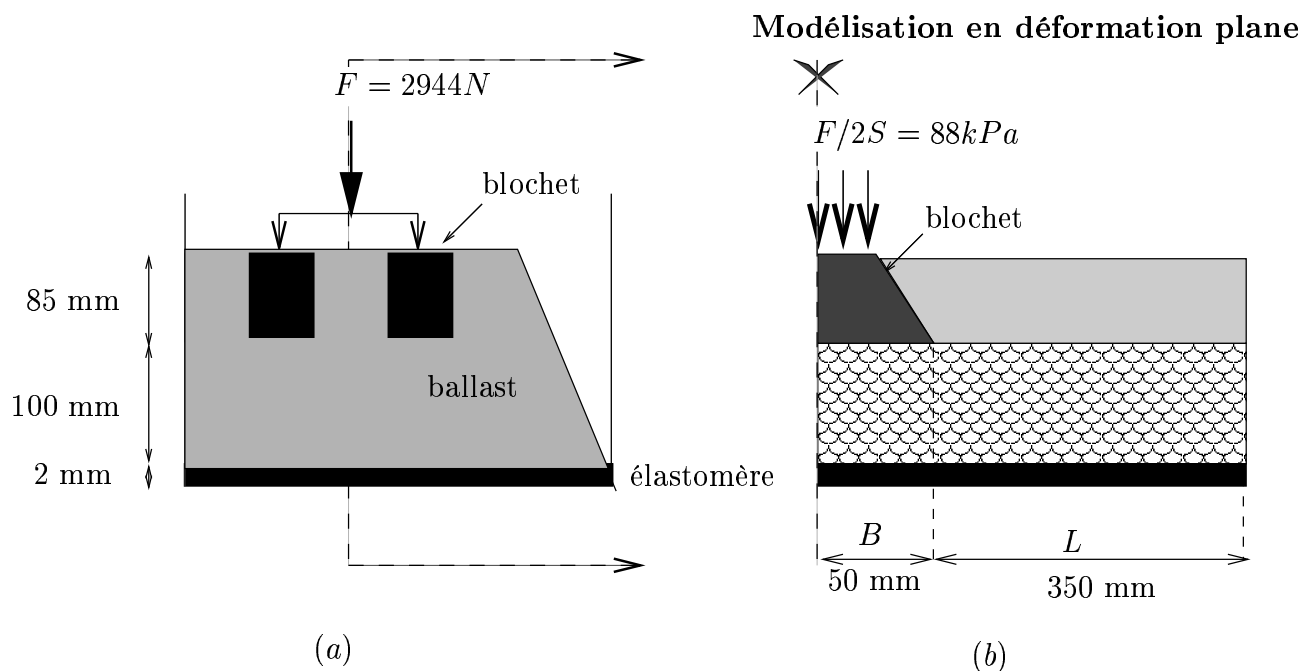 Modélisation en déformation plane
F = 2944N
F/2S = 88kPa
blochet
blochet
85 mm
ballast
100 mm
2 mm
élastomère
B
L
50 mm
350 mm
(a)
(b)